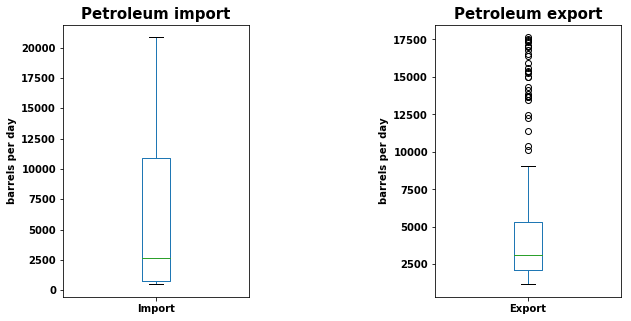 Petroleum import
barrels per day
20000
17500
15000
12500
10000
7500
5000
2500
0
Import
Petroleum export
barrels per day
17500
15000
12500
10000
7500
5000
2500
Export